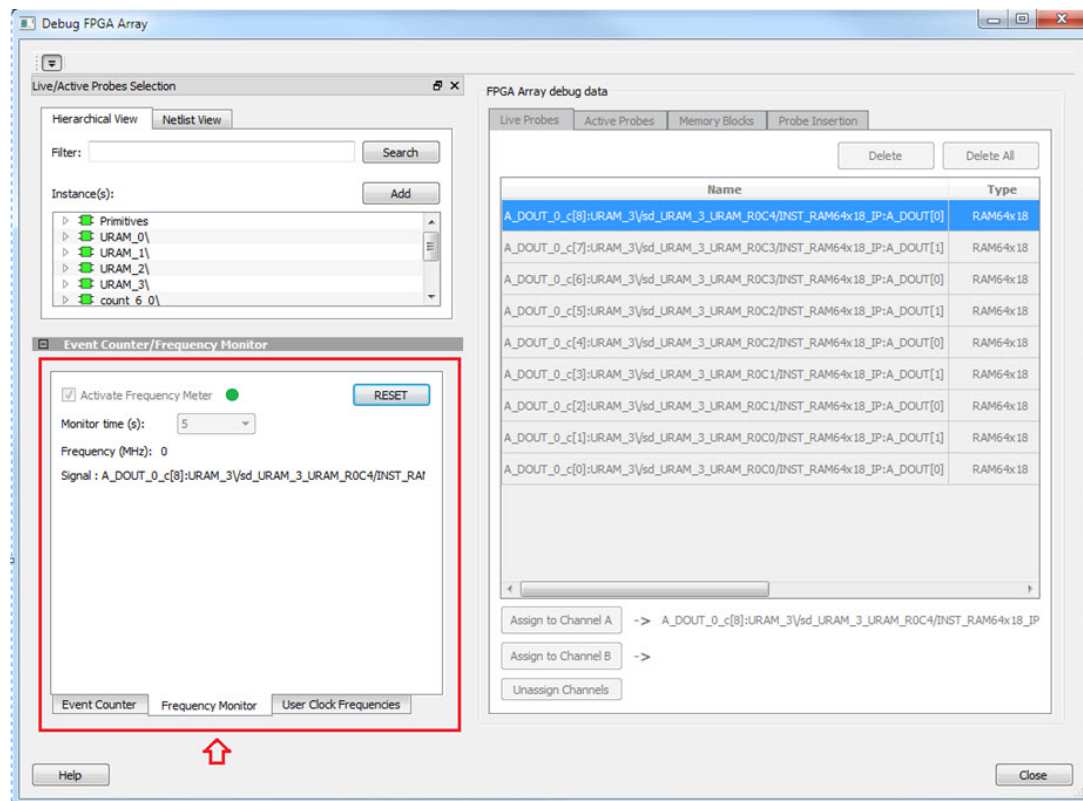 Debug FPGA Array
Live/Active Probes Selection
Hierarchical View Netlist View
Filter: Search
Instance(s): Add
Primitives
URAM_0\
URAM_1\
URAM_2\
URAM_3\
count_6_0\
Event Counter/Frequency Monitor
Activate Frequency Meter RESET
Monitor time (s): 5
Frequency (MHz): 0
Signal : A_DOUT_0_c[8]:URAM_3\/sd_URAM_3_URAM_R0C4/INST_RAM
Event Counter Frequency Monitor User Clock Frequencies
Help
FPGA Array debug data
Live Probes Active Probes Memory Blocks Probe Insertion
Delete Delete All
Name Type
A_DOUT_0_c[8]:URAM_3\/sd_URAM_3_URAM_R0C4/INST_RAM64x18_IP:A_DOUT[0] RAM64x18
A_DOUT_0_c[7]:URAM_3\/sd_URAM_3_URAM_R0C3/INST_RAM64x18_IP:A_DOUT[1] RAM64x18
A_DOUT_0_c[6]:URAM_3\/sd_URAM_3_URAM_R0C3/INST_RAM64x18_IP:A_DOUT[0] RAM64x18
A_DOUT_0_c[5]:URAM_3\/sd_URAM_3_URAM_R0C2/INST_RAM64x18_IP:A_DOUT[1] RAM64x18
A_DOUT_0_c[4]:URAM_3\/sd_URAM_3_URAM_R0C2/INST_RAM64x18_IP:A_DOUT[0] RAM64x18
A_DOUT_0_c[3]:URAM_3\/sd_URAM_3_URAM_R0C1/INST_RAM64x18_IP:A_DOUT[1] RAM64x18
A_DOUT_0_c[2]:URAM_3\/sd_URAM_3_URAM_R0C1/INST_RAM64x18_IP:A_DOUT[0] RAM64x18
A_DOUT_0_c[1]:URAM_3\/sd_URAM_3_URAM_R0C0/INST_RAM64x18_IP:A_DOUT[1] RAM64x18
A_DOUT_0_c[0]:URAM_3\/sd_URAM_3_URAM_R0C0/INST_RAM64x18_IP:A_DOUT[0] RAM64x18
Assign to Channel A -> A_DOUT_0_c[8]:URAM_3\/sd_URAM_3_URAM_R0C4/INST_RAM64x18_IP
Assign to Channel B ->
Unassign Channels
Close